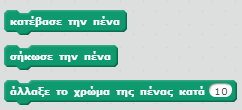 κατέβασε την πένα
σήκωσε την πένα
άλλαξε το χρώμα της πένας κατά 10